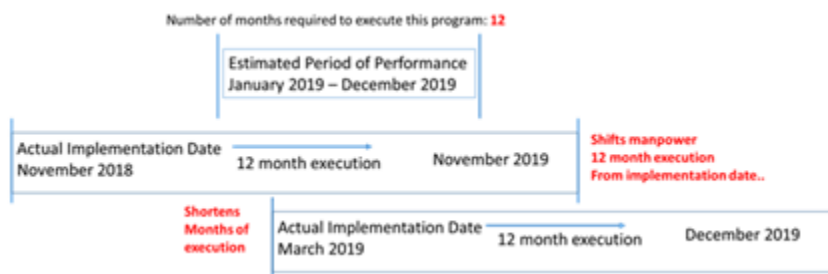 Number of months required to execute this program: 12
Estimated Period of Performance
January 2019 – December 2019
Actual Implementation Date
November 2018
12 month execution
November 2019
Shifts manpower
12 month execution
From implementation date..
Shortens
Months of
execution
Actual Implementation Date
March 2019
12 month execution
December 2019